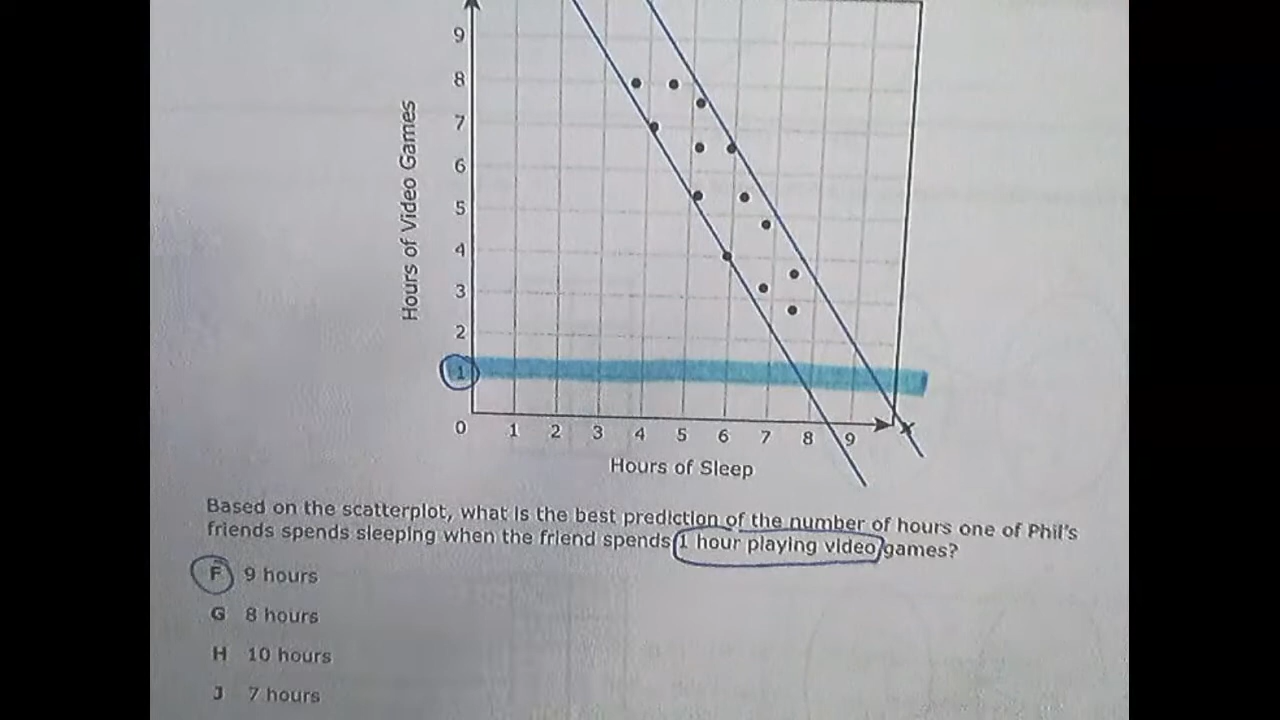 9
8
7
6
5
4
3
2
1
Hours of Video Games
0 1 2 3 4 5 6 7 8 9 x
Hours of Sleep
Based on the scatterplot, what is the best prediction of the number of hours one of Phil's
friends spends sleeping when the friend spends 1 hour playing video games?
F 9 hours
G 8 hours
H 10 hours
J 7 hours